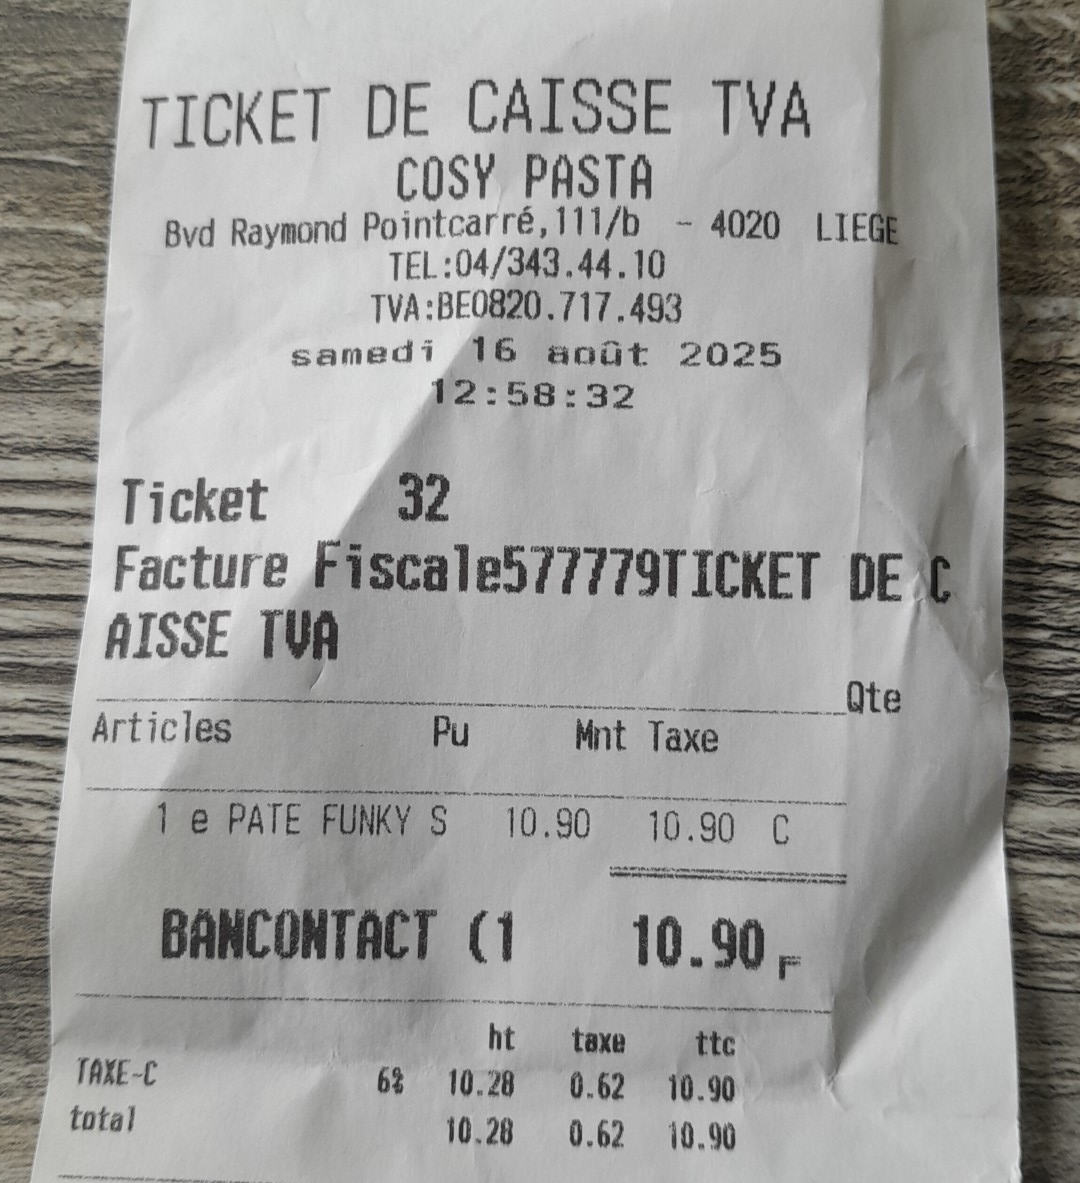 TICKET DE CAISSE TVA
COSY PASTA
Bvd Raymond Pointcarré,111/b - 4020 LIEGE
TEL:04/343.44.10
TVA:BE0820.717.493
samedi 16 août 2025
12:58:32
Ticket 32
Facture Fiscale577779TICKET DE C
AISSE TVA
Qte
Articles Pu Mnt Taxe
1 e PATE FUNKY S 10.90 10.90 C
BANCONTACT (1 10.90 F
ht taxe ttc
TAXE-C 6% 10.28 0.62 10.90
total 10.28 0.62 10.90